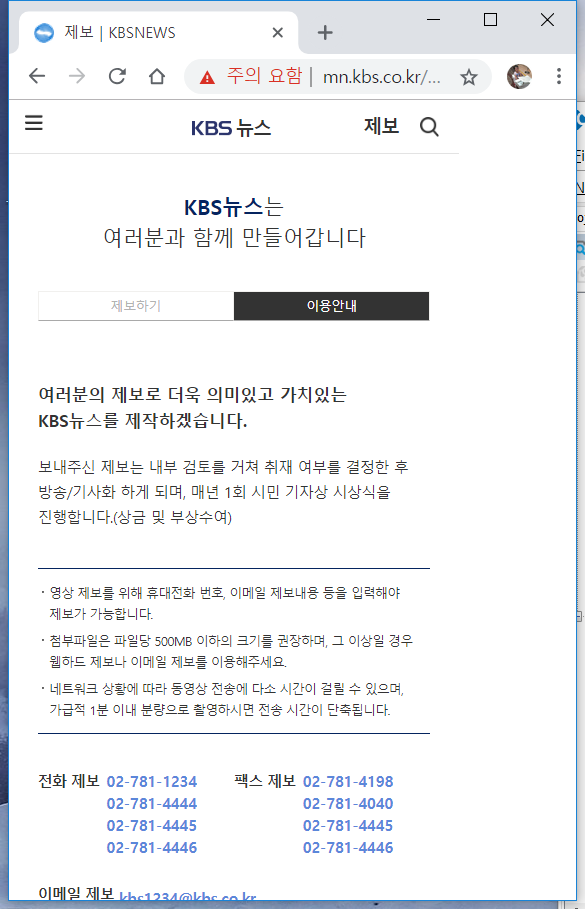 제보 | KBSNEWS
주의 요함 | mn.kbs.co.kr/...
KBS 뉴스 제보
KBS뉴스는
여러분과 함께 만들어갑니다
제보하기 이용안내
여러분의 제보로 더욱 의미있고 가치있는
KBS뉴스를 제작하겠습니다.
보내주신 제보는 내부 검토를 거쳐 취재 여부를 결정한 후
방송/기사화 하게 되며, 매년 1회 시민 기자상 시상식을
진행합니다.(상금 및 부상수여)
· 영상 제보를 위해 휴대전화 번호, 이메일 제보내용 등을 입력해야
제보가 가능합니다.
· 첨부파일은 파일당 500MB 이하의 크기를 권장하며, 그 이상일 경우
웹하드 제보나 이메일 제보를 이용해주세요.
· 네트워크 상황에 따라 동영상 전송에 다소 시간이 걸릴 수 있으며,
가급적 1분 이내 분량으로 촬영하시면 전송 시간이 단축됩니다.
전화 제보 02-781-1234 팩스 제보 02-781-4198
02-781-4444 02-781-4040
02-781-4445 02-781-4445
02-781-4446 02-781-4446
이메일 제보 kbs1234@kbs.co.kr